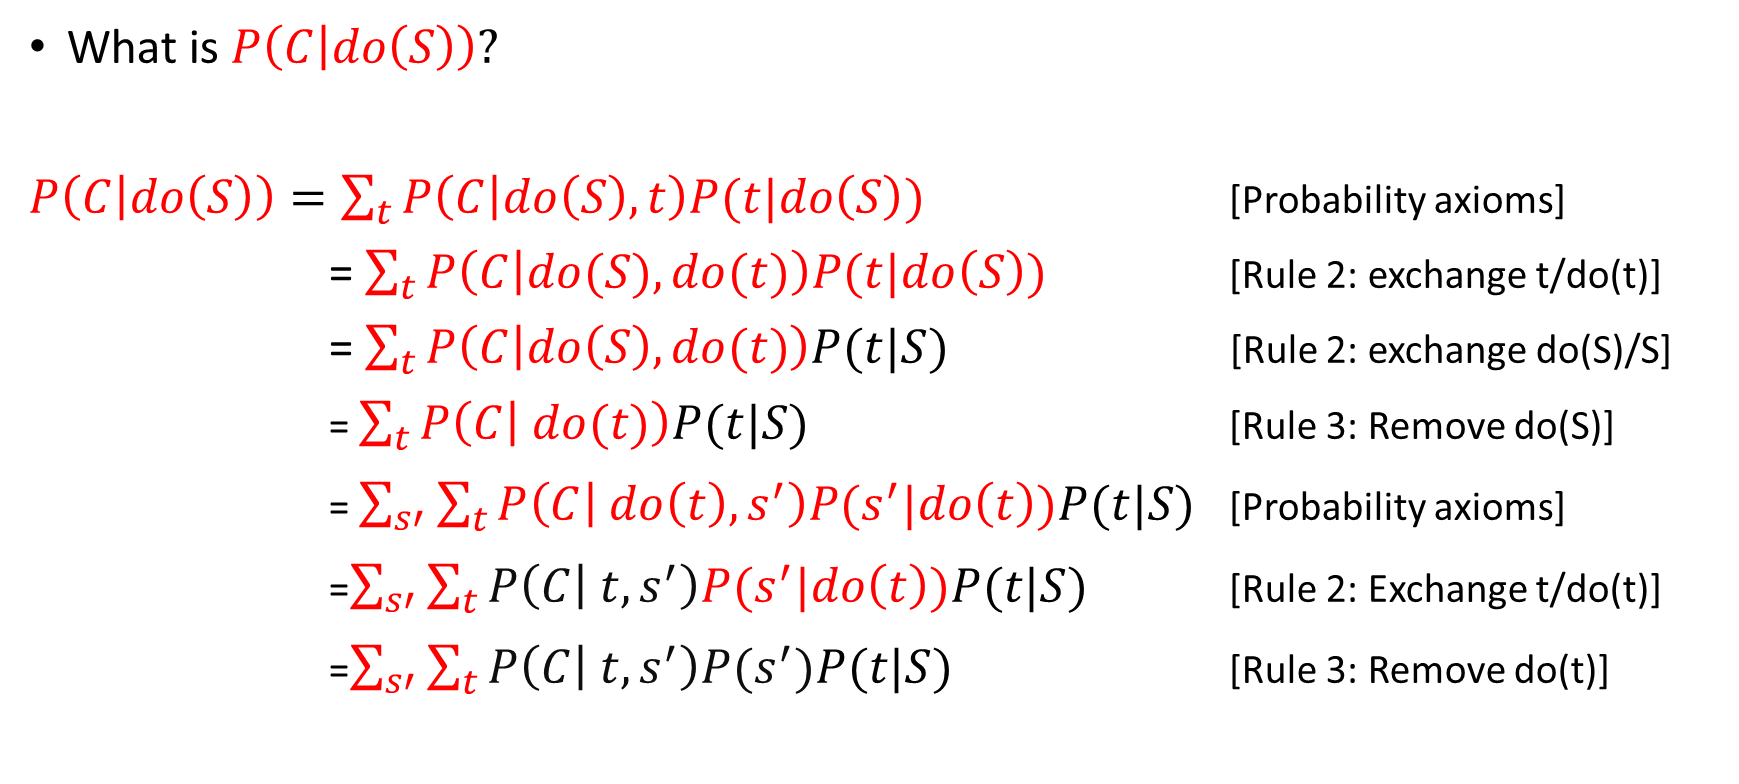 • What is P(C|do(S))?
P(C|do(S)) = ∑ₜ P(C|do(S), t)P(t|do(S)) [Probability axioms]
= ∑ₜ P(C|do(S), do(t))P(t|do(S)) [Rule 2: exchange t/do(t)]
= ∑ₜ P(C|do(S), do(t))P(t|S) [Rule 2: exchange do(S)/S]
= ∑ₜ P(C| do(t))P(t|S) [Rule 3: Remove do(S)]
= ∑ₛ′ ∑ₜ P(C| do(t), s′)P(s′|do(t))P(t|S) [Probability axioms]
=∑ₛ′ ∑ₜ P(C| t, s′)P(s′|do(t))P(t|S) [Rule 2: Exchange t/do(t)]
=∑ₛ′ ∑ₜ P(C| t, s′)P(s′)P(t|S) [Rule 3: Remove do(t)]